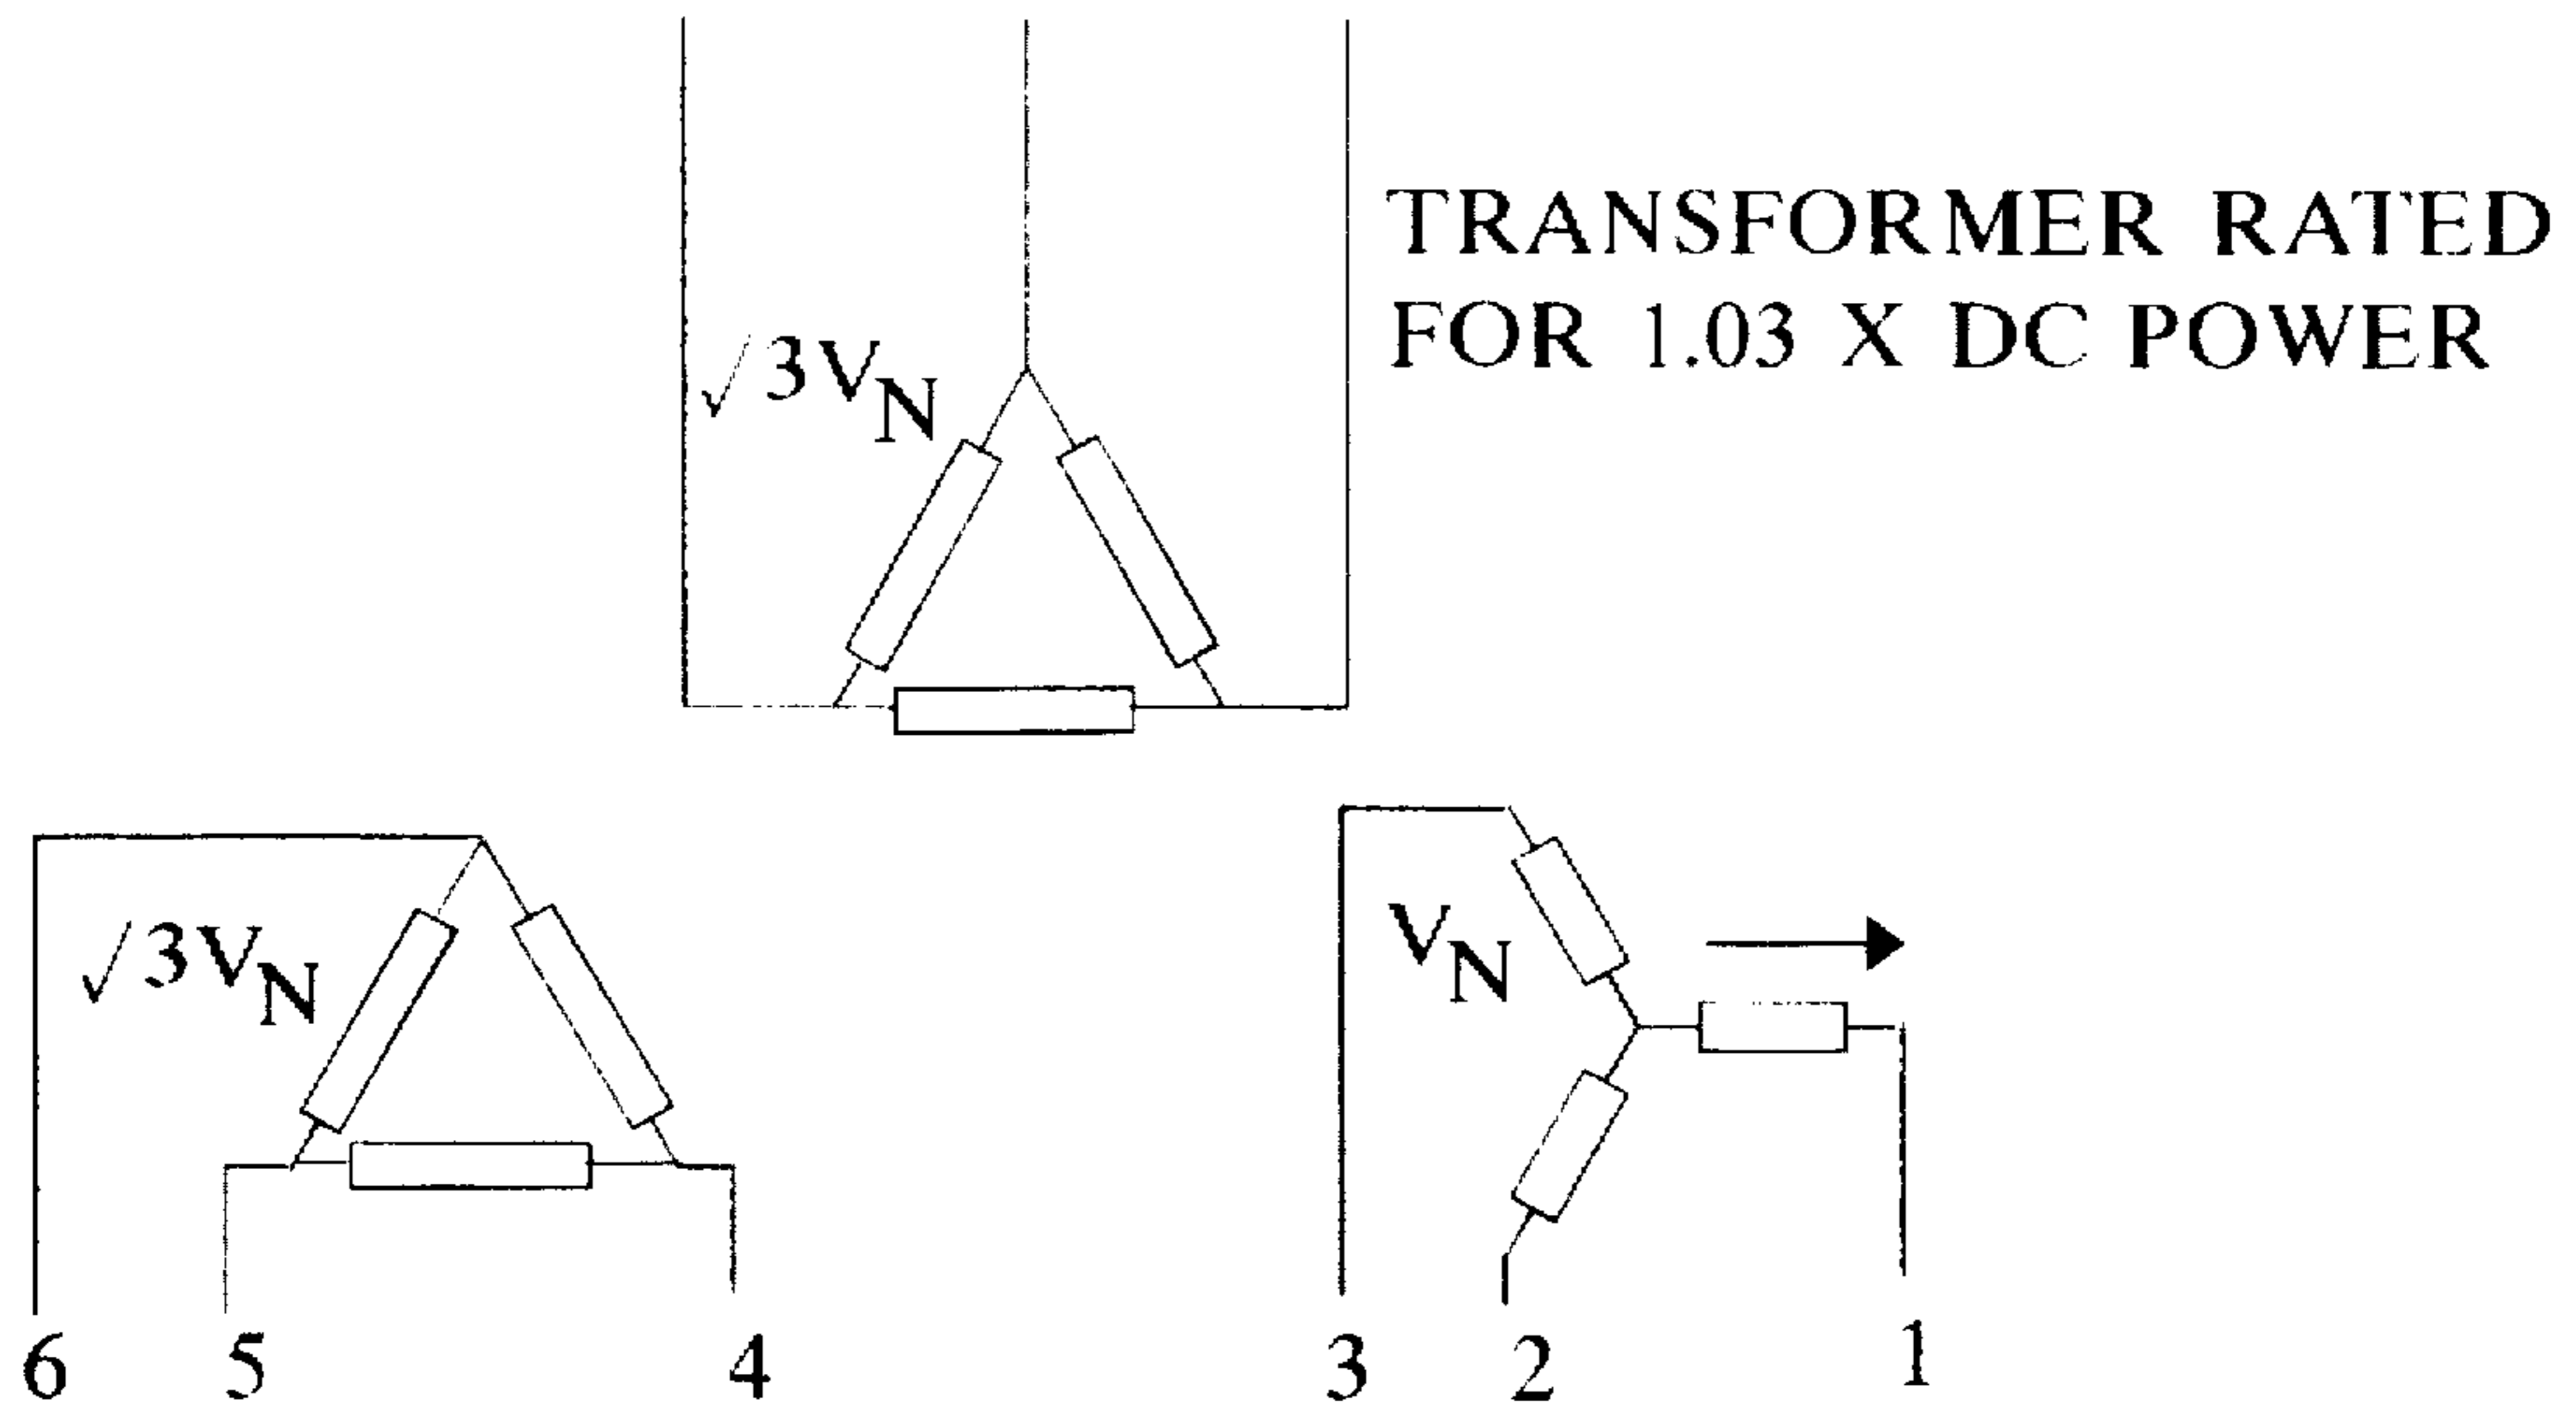 TRANSFORMER RATED
FOR 1.03 X DC POWER
√3VN
√3VN
VN
6 5 4 3 2 1